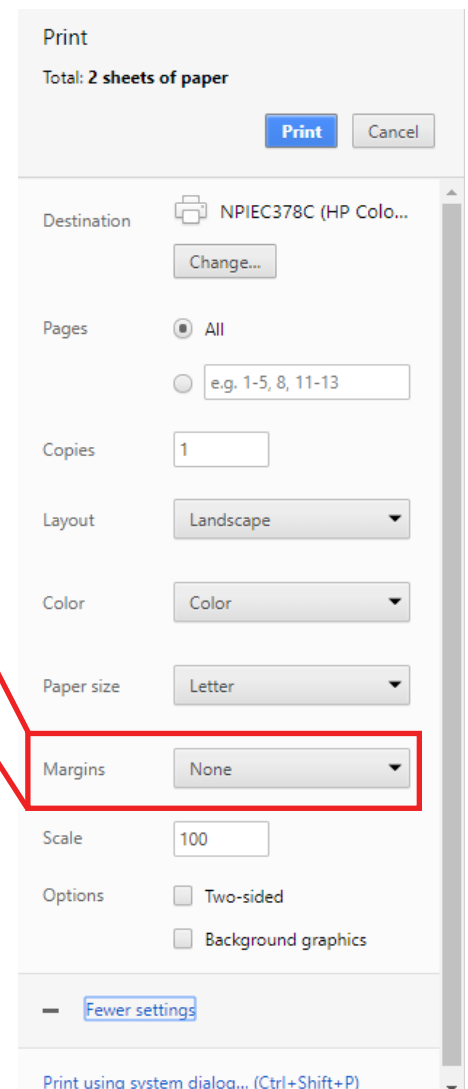 Print
Total: 2 sheets of paper
Print Cancel
Destination NPIEC378C (HP Colo...
Change...
Pages All
e.g. 1-5, 8, 11-13
Copies 1
Layout Landscape
Color Color
Paper size Letter
Margins None
Scale 100
Options Two-sided
Background graphics
Fewer settings
Print using system dialog... (Ctrl+Shift+P)